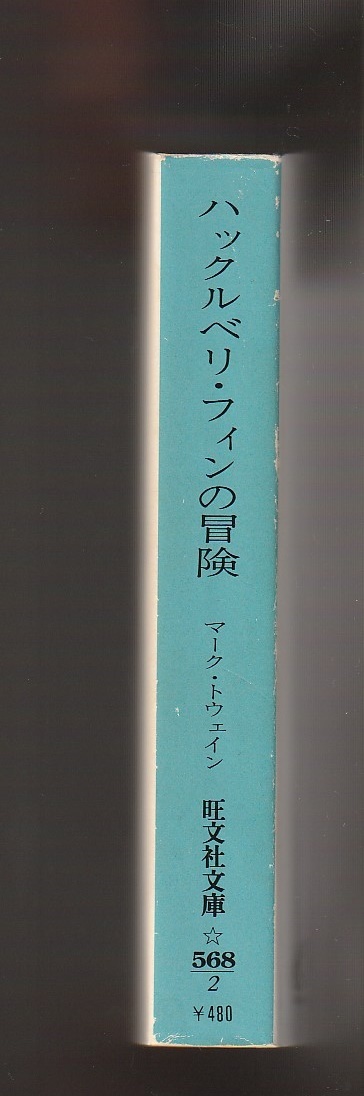 ハックルベリ・フィンの冒険
マーク・トウェイン
旺文社文庫
☆
568
2
¥480